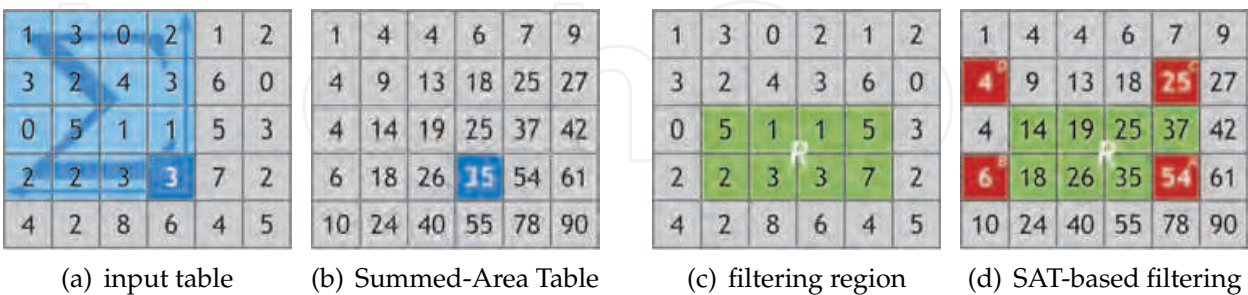 1 3 0 2 1 2
3 2 4 3 6 0
0 5 1 1 5 3
2 2 3 3 7 2
4 2 8 6 4 5
(a) input table
1 4 4 6 7 9
4 9 13 18 25 27
4 14 19 25 37 42
6 18 26 35 54 61
10 24 40 55 78 90
(b) Summed-Area Table
1 3 0 2 1 2
3 2 4 3 6 0
0 5 1 1 5 3
R
2 2 3 3 7 2
4 2 8 6 4 5
(c) filtering region
1 4 4 6 7 9
4 D 9 13 18 25 C 27
4 14 19 25 37 42
R
6 B 18 26 35 54 A 61
10 24 40 55 78 90
(d) SAT-based filtering